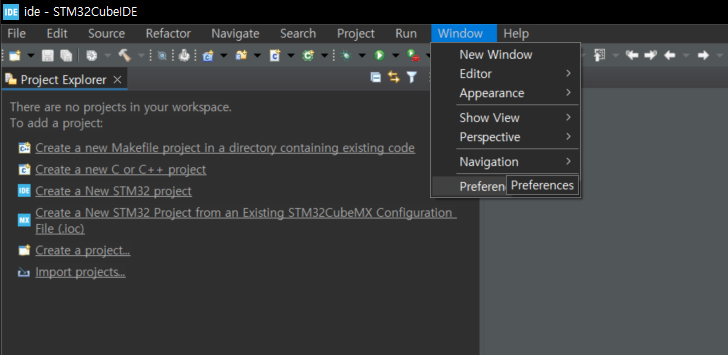 IDE ide - STM32CubeIDE
File Edit Source Refactor Navigate Search Project Run Window Help
Project Explorer
New Window
Editor
Appearance
Show View
Perspective
Navigation
Preferen
Preferences
There are no projects in your workspace.
To add a project:
Create a new Makefile project in a directory containing existing code
Create a new C or C++ project
IDE Create a New STM32 project
MX Create a New STM32 Project from an Existing STM32CubeMX Configuration
File (.ioc)
Create a project...
Import projects...